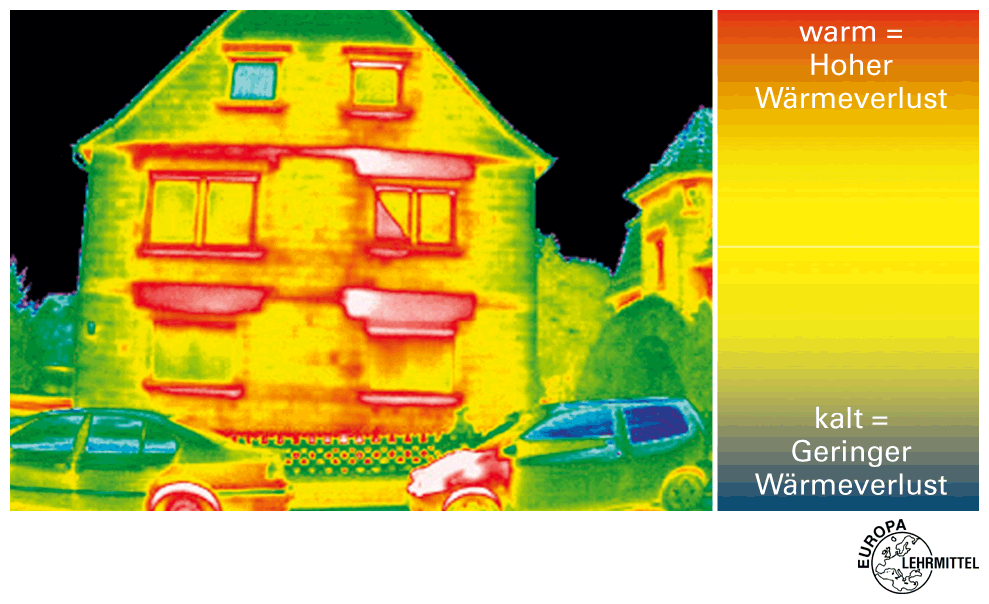 warm =
Hoher
Wärmeverlust
kalt =
Geringer
Wärmeverlust
EUROPA
LEHRMITTEL